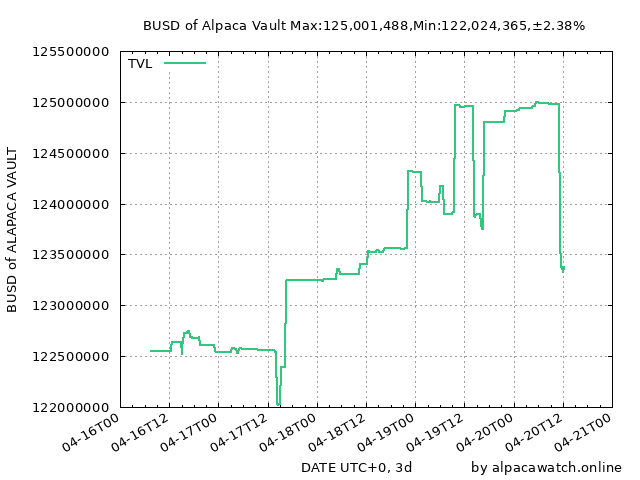 BUSD of Alpaca Vault Max:125,001,488,Min:122,024,365,±2.38%
TVL
BUSD of ALAPACA VAULT
125500000
125000000
124500000
124000000
123500000
123000000
122500000
122000000
04-16T00
04-16T12
04-17T00
04-17T12
04-18T00
04-18T12
04-19T00
04-19T12
04-20T00
04-20T12
04-21T00
DATE UTC+0, 3d
by alpacawatch.online